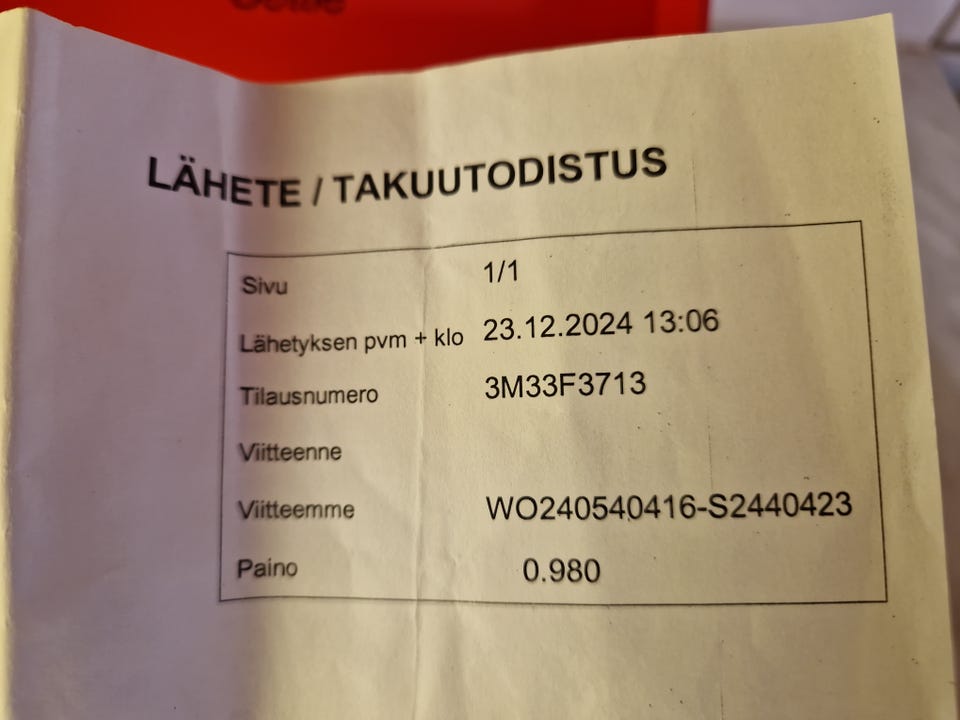 LÄHETE / TAKUUTODISTUS
Sivu 1/1
Lähetyksen pvm + klo 23.12.2024 13:06
Tilausnumero 3M33F3713
Viitteenne
Viitteemme WO240540416-S2440423
Paino 0.980